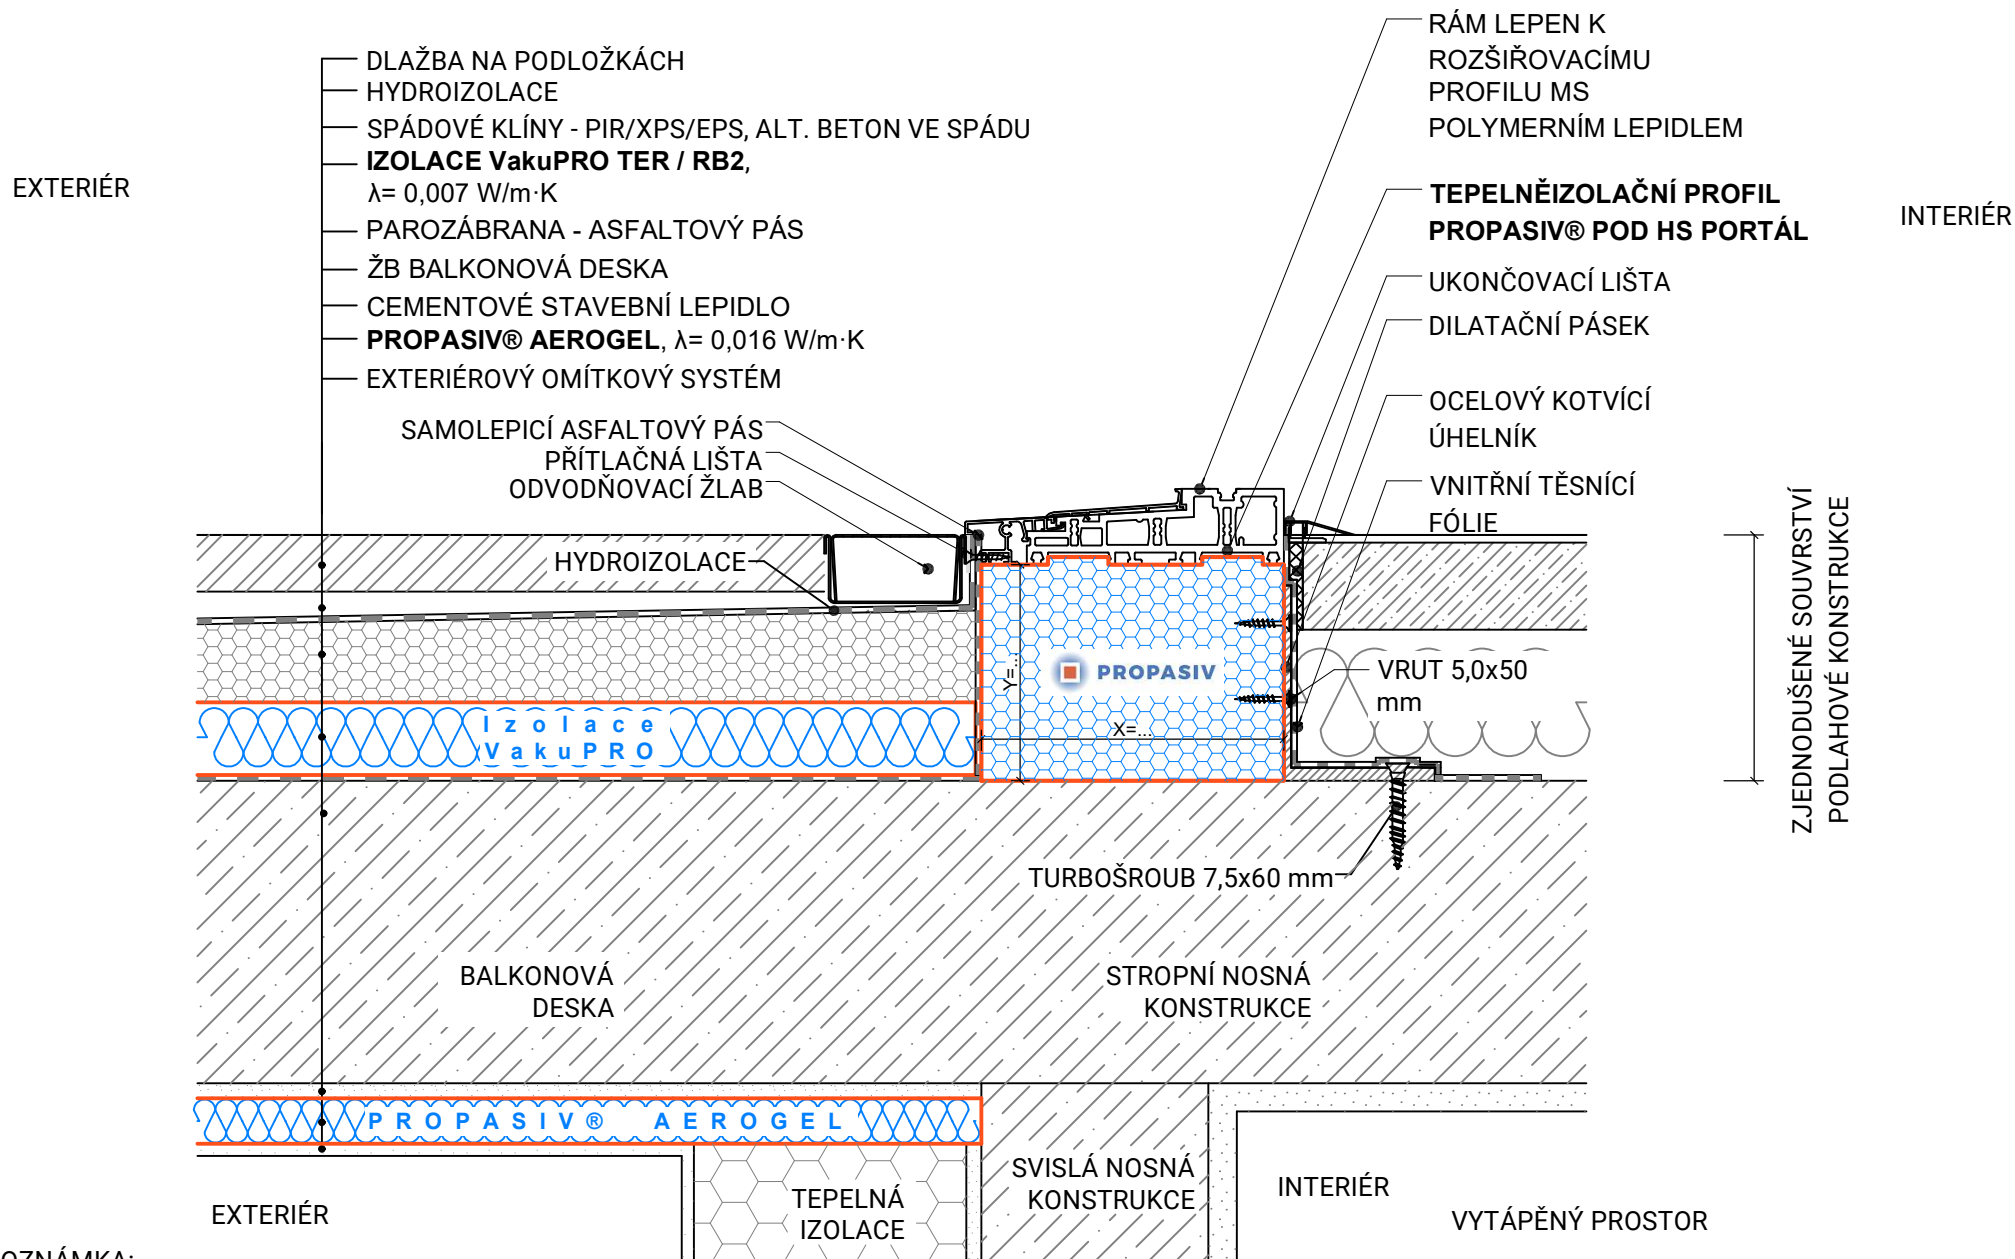 DLAŽBA NA PODLOŽKÁCH
HYDROIZOLACE
SPÁDOVÉ KLÍNY - PIR/XPS/EPS, ALT. BETON VE SPÁDU
IZOLACE VakuPRO TER / RB2,
λ= 0,007 W/m·K
PAROZÁBRANA - ASFALTOVÝ PÁS
ŽB BALKONOVÁ DESKA
CEMENTOVÉ STAVEBNÍ LEPIDLO
PROPASIV® AEROGEL, λ= 0,016 W/m·K
EXTERIÉROVÝ OMÍTKOVÝ SYSTÉM
EXTERIÉR
SAMOLEPICÍ ASFALTOVÝ PÁS
PŘÍTLAČNÁ LIŠTA
ODVODŇOVACÍ ŽLAB
RÁM LEPEN K
ROZŠIŘOVACÍMU
PROFILU MS
POLYMERNÍM LEPIDLEM
TEPELNĚIZOLAČNÍ PROFIL
PROPASIV® POD HS PORTÁL
INTERIÉR
UKONČOVACÍ LIŠTA
DILATAČNÍ PÁSEK
OCELOVÝ KOTVÍCÍ
ÚHELNÍK
VNITŘNÍ TĚSNÍCÍ
FÓLIE
HYDROIZOLACE
Y=...
PROPASIV
X=...
VRUT 5,0x50
mm
ZJEDNODUŠENÉ SOUVRSTVÍ
PODLAHOVÉ KONSTRUKCE
Izolace
VakuPRO
TURBOŠROUB 7,5x60 mm
BALKONOVÁ
DESKA
STROPNÍ NOSNÁ
KONSTRUKCE
PROPASIV® AEROGEL
SVISLÁ NOSNÁ
KONSTRUKCE
TEPELNÁ
IZOLACE
EXTERIÉR
INTERIÉR
VYTÁPĚNÝ PROSTOR